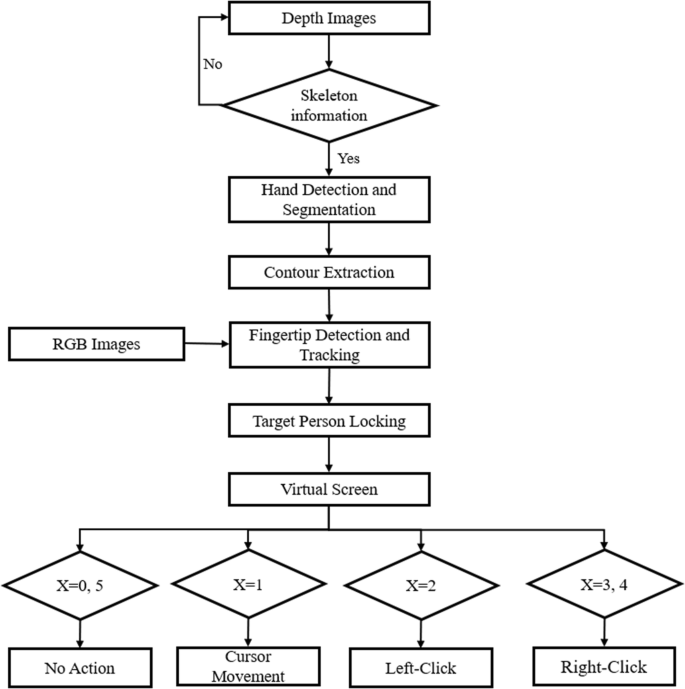 Depth Images
No
Skeleton
information
Yes
Hand Detection and
Segmentation
Contour Extraction
RGB Images
Fingertip Detection and
Tracking
Target Person Locking
Virtual Screen
X=0, 5
X=1
X=2
X=3, 4
No Action
Cursor
Movement
Left-Click
Right-Click